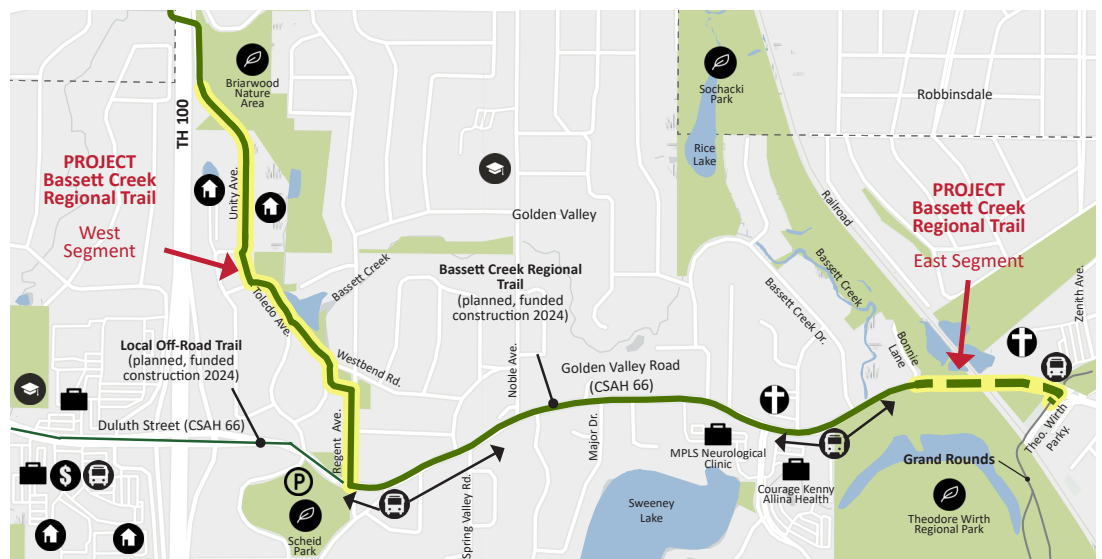 Briarwood
Nature
Area
Sochacki
Park
Robbinsdale
TH 100
PROJECT
Bassett Creek
Regional Trail
West
Segment
Unity Ave.
Rice
Lake
Railroad
PROJECT
Bassett Creek
Regional Trail
East Segment
Golden Valley
Bassett Creek
Bassett Creek Regional
Trail
(planned, funded
construction 2024)
Bassett Creek
Bassett Creek Dr.
Zenith Ave.
Toledo Ave.
Local Off-Road Trail
(planned, funded
construction 2024)
Westbend Rd.
Noble Ave.
Golden Valley Road
(CSAH 66)
Bonnie
Lane
Duluth Street (CSAH 66)
Regent Ave.
Major Dr.
Theo. Wirth
Parky.
MPLS Neurological
Clinic
Grand Rounds
$
P
Spring Valley Rd.
Courage Kenny
Allina Health
Sweeney
Lake
Theodore Wirth
Regional Park
Scheid
Park